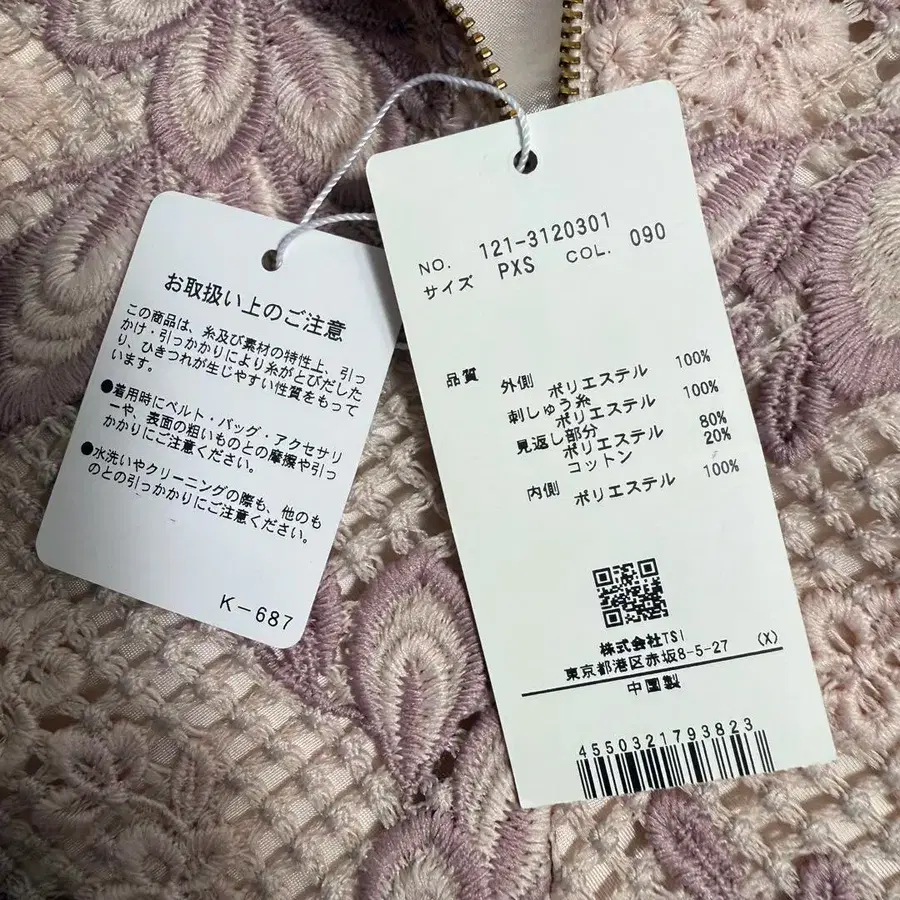 お取扱い上のご注意
この商品は、糸及び素材の特性上、引っ
かけ・引っかかりにより糸がとびだした
り、ひきつれが生じやすい性質をもって
います。
●着用時にベルト・バッグ・アクセサリ
ーや、表面の粗いものとの摩擦や引っ
かかりにご注意ください。
●水洗いやクリーニングの際も、他のも
のとの引っかかりにご注意ください。
K-687
NO. 121-3120301
サイズ PXS COL. 090
品質 外側 ポリエステル 100%
刺しゅう糸
ポリエステル 100%
見返し部分
ポリエステル 80%
コットン 20%
内側 ポリエステル 100%
株式会社TSI
東京都港区赤坂8-5-27 (X)
中国製
4550321793823